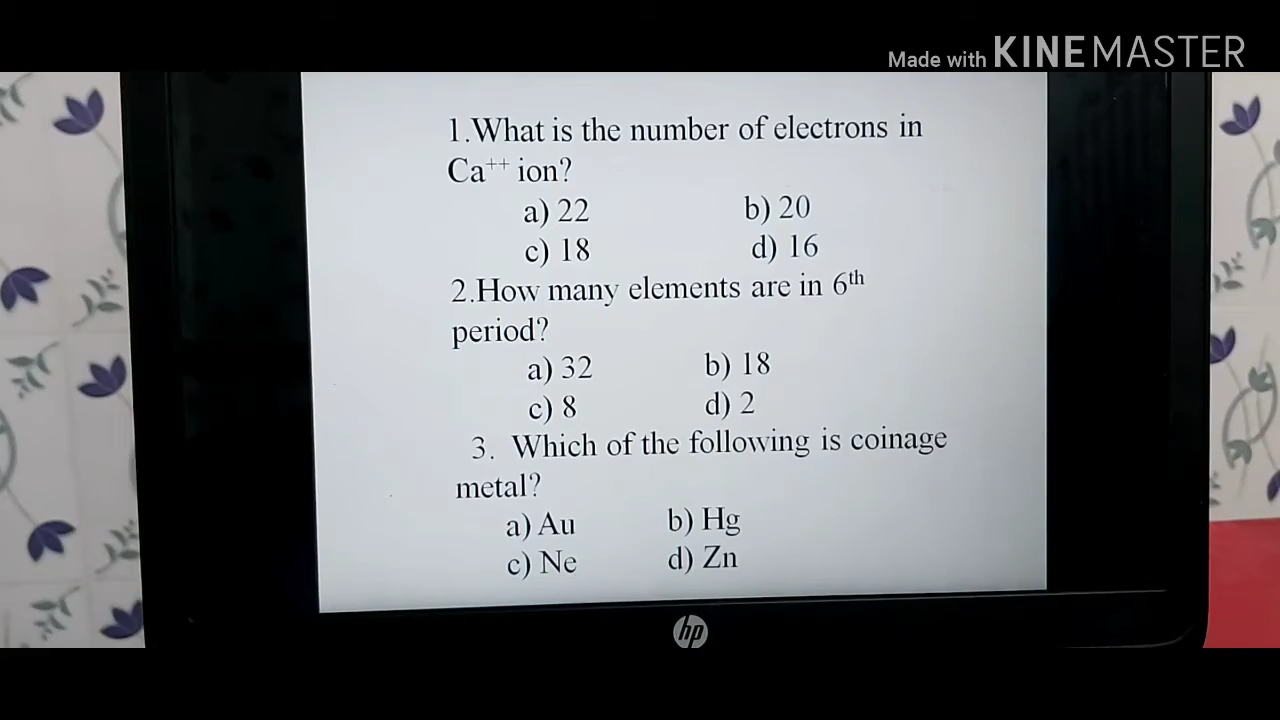 Made with KINEMASTER
1.What is the number of electrons in
Ca⁺⁺ ion?
a) 22 b) 20
c) 18 d) 16
2.How many elements are in 6ᵗʰ
period?
a) 32 b) 18
c) 8 d) 2
3. Which of the following is coinage
metal?
a) Au b) Hg
c) Ne d) Zn
hp